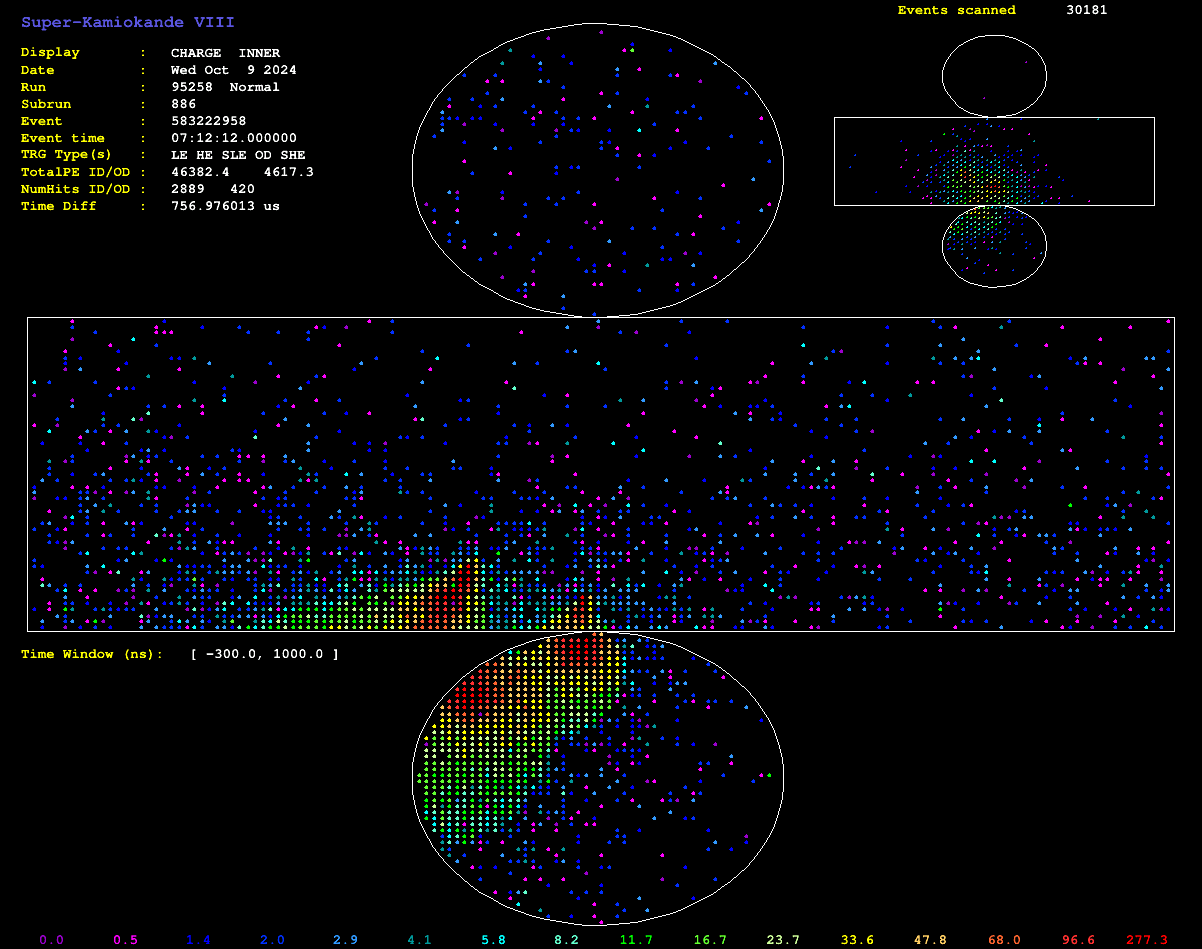 Super-Kamiokande VIII
Events scanned 30181
Display : CHARGE INNER
Date : Wed Oct 9 2024
Run : 95258 Normal
Subrun : 886
Event : 583222958
Event time : 07:12:12.000000
TRG Type(s) : LE HE SLE OD SHE
TotalPE ID/OD : 46382.4 4617.3
NumHits ID/OD : 2889 420
Time Diff : 756.976013 us
Time Window (ns): [ -300.0, 1000.0 ]
0.0 0.5 1.4 2.0 2.9 4.1 5.8 8.2 11.7 16.7 23.7 33.6 47.8 68.0 96.6 277.3